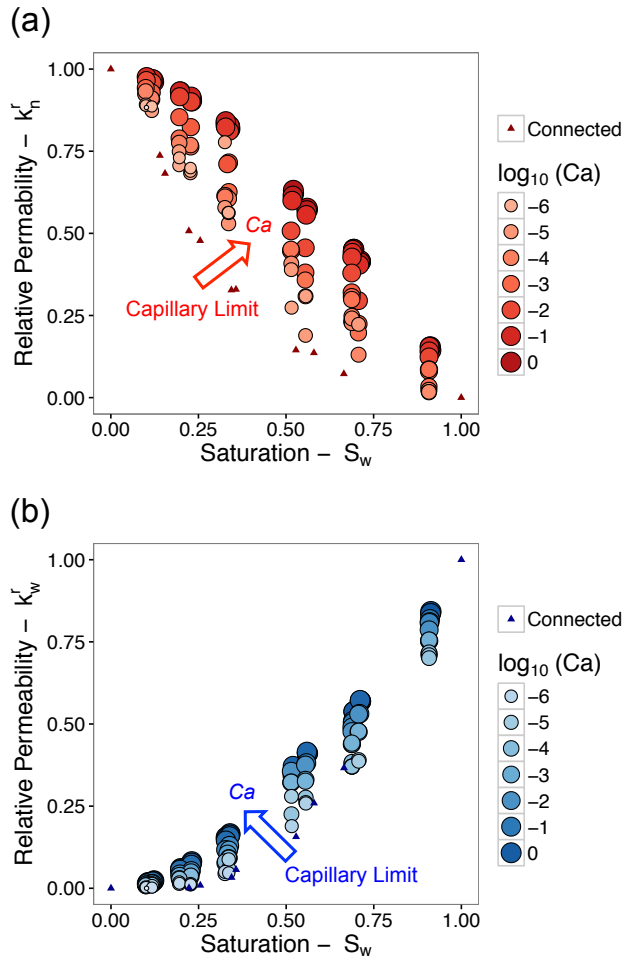 (a)
1.00
0.75
0.50
0.25
0.00
Relative Permability − kʳₙ
Ca
Capillary Limit
0.00 0.25 0.50 0.75 1.00
Saturation − S_w
Connected
log₁₀ (Ca)
−6
−5
−4
−3
−2
−1
0
(b)
1.00
0.75
0.50
0.25
0.00
Relative Permeability − kʳ_w
Ca
Capillary Limit
0.00 0.25 0.50 0.75 1.00
Saturation − S_w
Connected
log₁₀ (Ca)
−6
−5
−4
−3
−2
−1
0